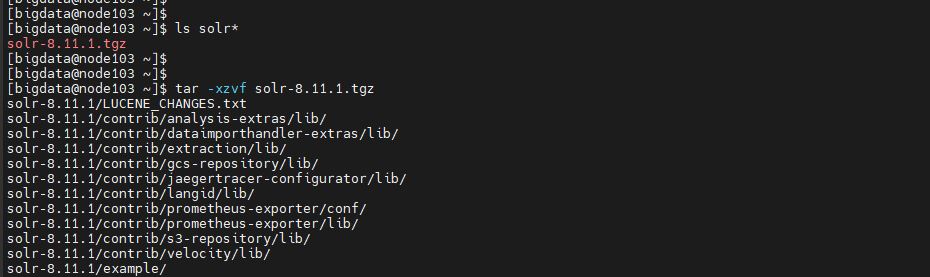 [bigdata@node103 ~]$
[bigdata@node103 ~]$
[bigdata@node103 ~]$ ls solr*
solr-8.11.1.tgz
[bigdata@node103 ~]$
[bigdata@node103 ~]$
[bigdata@node103 ~]$ tar -xzvf solr-8.11.1.tgz
solr-8.11.1/LUCENE_CHANGES.txt
solr-8.11.1/contrib/analysis-extras/lib/
solr-8.11.1/contrib/dataimporthandler-extras/lib/
solr-8.11.1/contrib/extraction/lib/
solr-8.11.1/contrib/gcs-repository/lib/
solr-8.11.1/contrib/jaegertracer-configurator/lib/
solr-8.11.1/contrib/langid/lib/
solr-8.11.1/contrib/prometheus-exporter/conf/
solr-8.11.1/contrib/prometheus-exporter/lib/
solr-8.11.1/contrib/s3-repository/lib/
solr-8.11.1/contrib/velocity/lib/
solr-8.11.1/example/